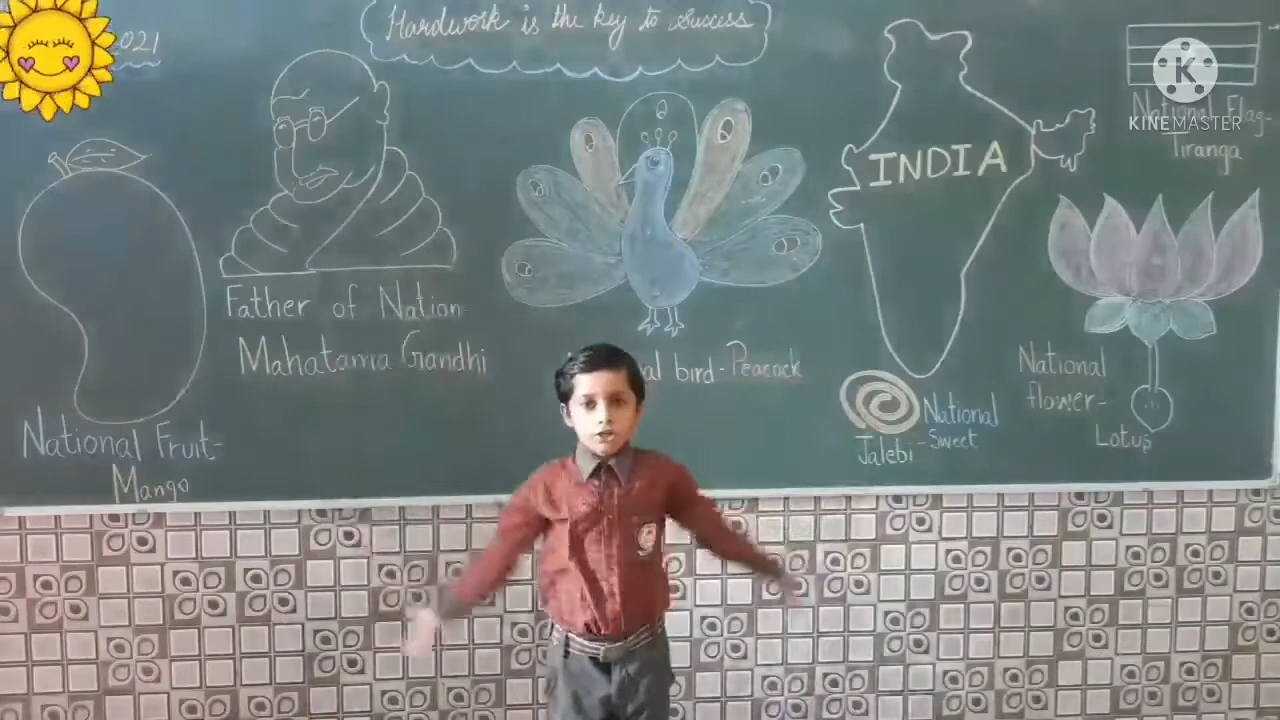 2021
Hardwork is the key to Success
INDIA
National Flag-
Tiranga
KINEMASTER
Father of Nation
Mahatama Gandhi
al bird-Peacock
National
flower-
Lotus
National
Sweet
Jalebi-
National Fruit-
Mango